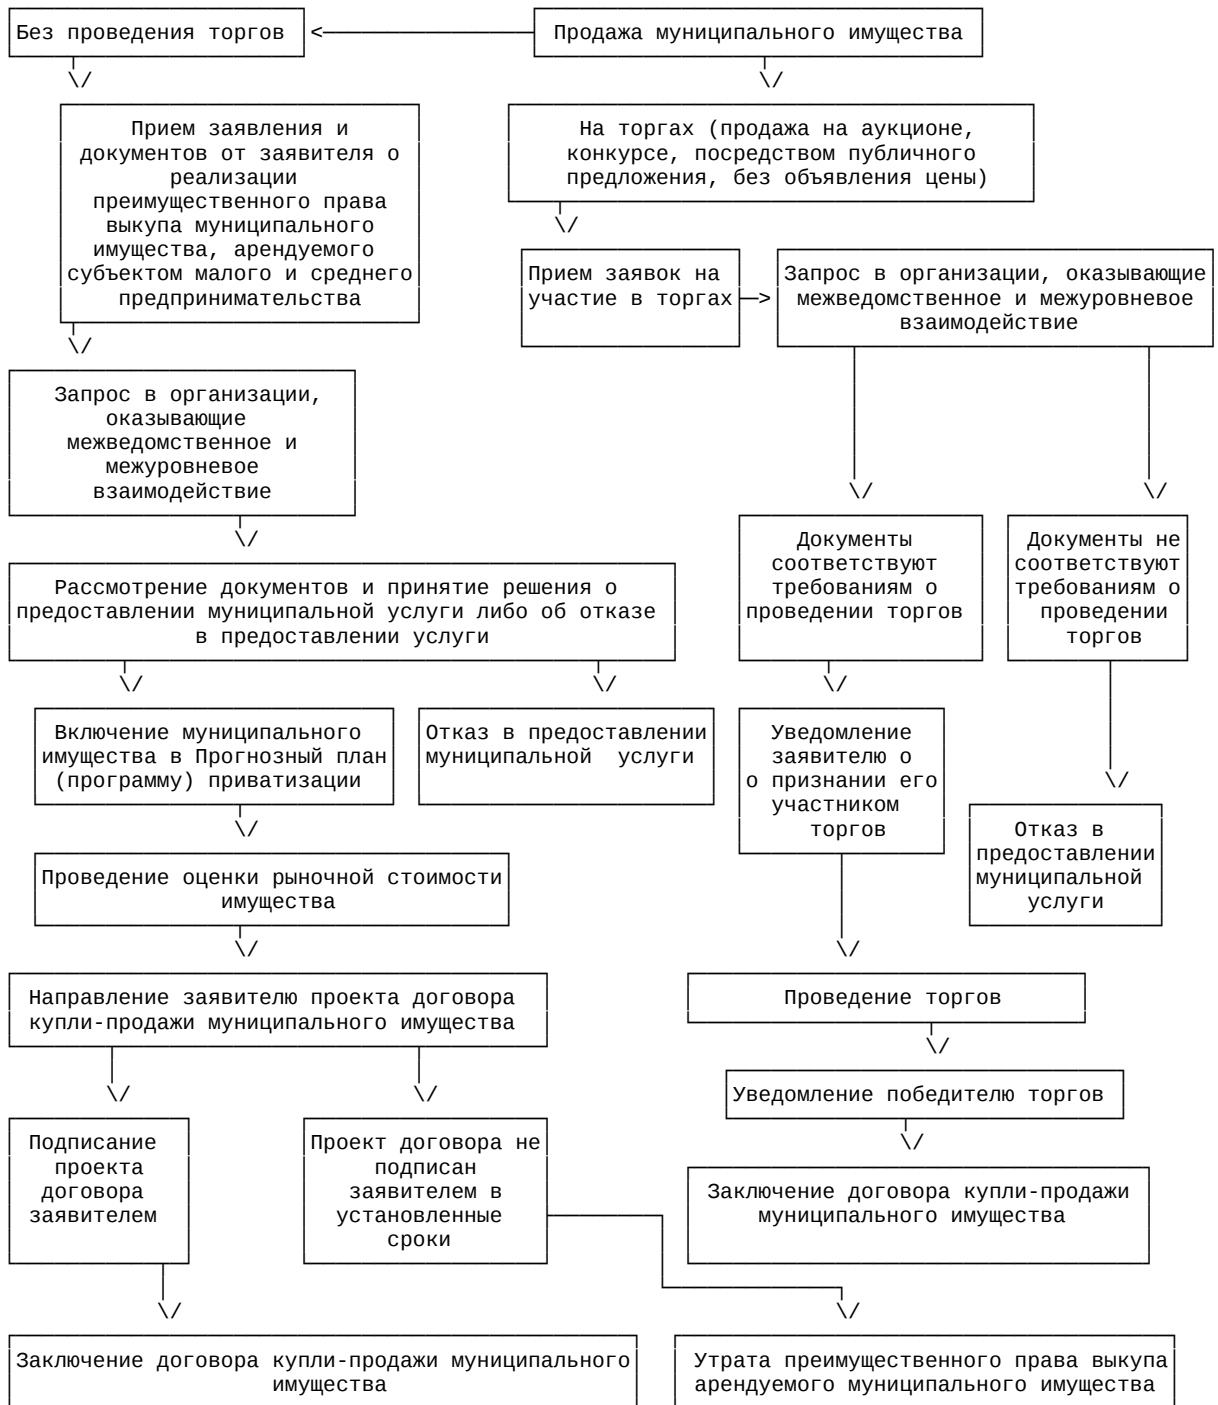 Без проведения торгов
Продажа муниципального имущества
Прием заявления и
документов от заявителя о
реализации
преимущественного права
выкупа муниципального
имущества, арендуемого
субъектом малого и среднего
предпринимательства
На торгах (продажа на аукционе,
конкурсе, посредством публичного
предложения, без объявления цены)
Прием заявок на
участие в торгах
Запрос в организации, оказывающие
межведомственное и межуровневое
взаимодействие
Запрос в организации,
оказывающие
межведомственное и
межуровневое
взаимодействие
Документы
соответствуют
требованиям о
проведении торгов
Документы не
соответствуют
требованиям о
проведении
торгов
Рассмотрение документов и принятие решения о
предоставлении муниципальной услуги либо об отказе
в предоставлении услуги
Включение муниципального
имущества в Прогнозный план
(программу) приватизации
Отказ в предоставлении
муниципальной услуги
Уведомление
заявителю о
о признании его
участником
торгов
Отказ в
предоставлении
муниципальной
услуги
Проведение оценки рыночной стоимости
имущества
Направление заявителю проекта договора
купли-продажи муниципального имущества
Проведение торгов
Уведомление победителю торгов
Подписание
проекта
договора
заявителем
Проект договора не
подписан
заявителем в
установленные
сроки
Заключение договора купли-продажи
муниципального имущества
Заключение договора купли-продажи муниципального
имущества
Утрата преимущественного права выкупа
арендуемого муниципального имущества